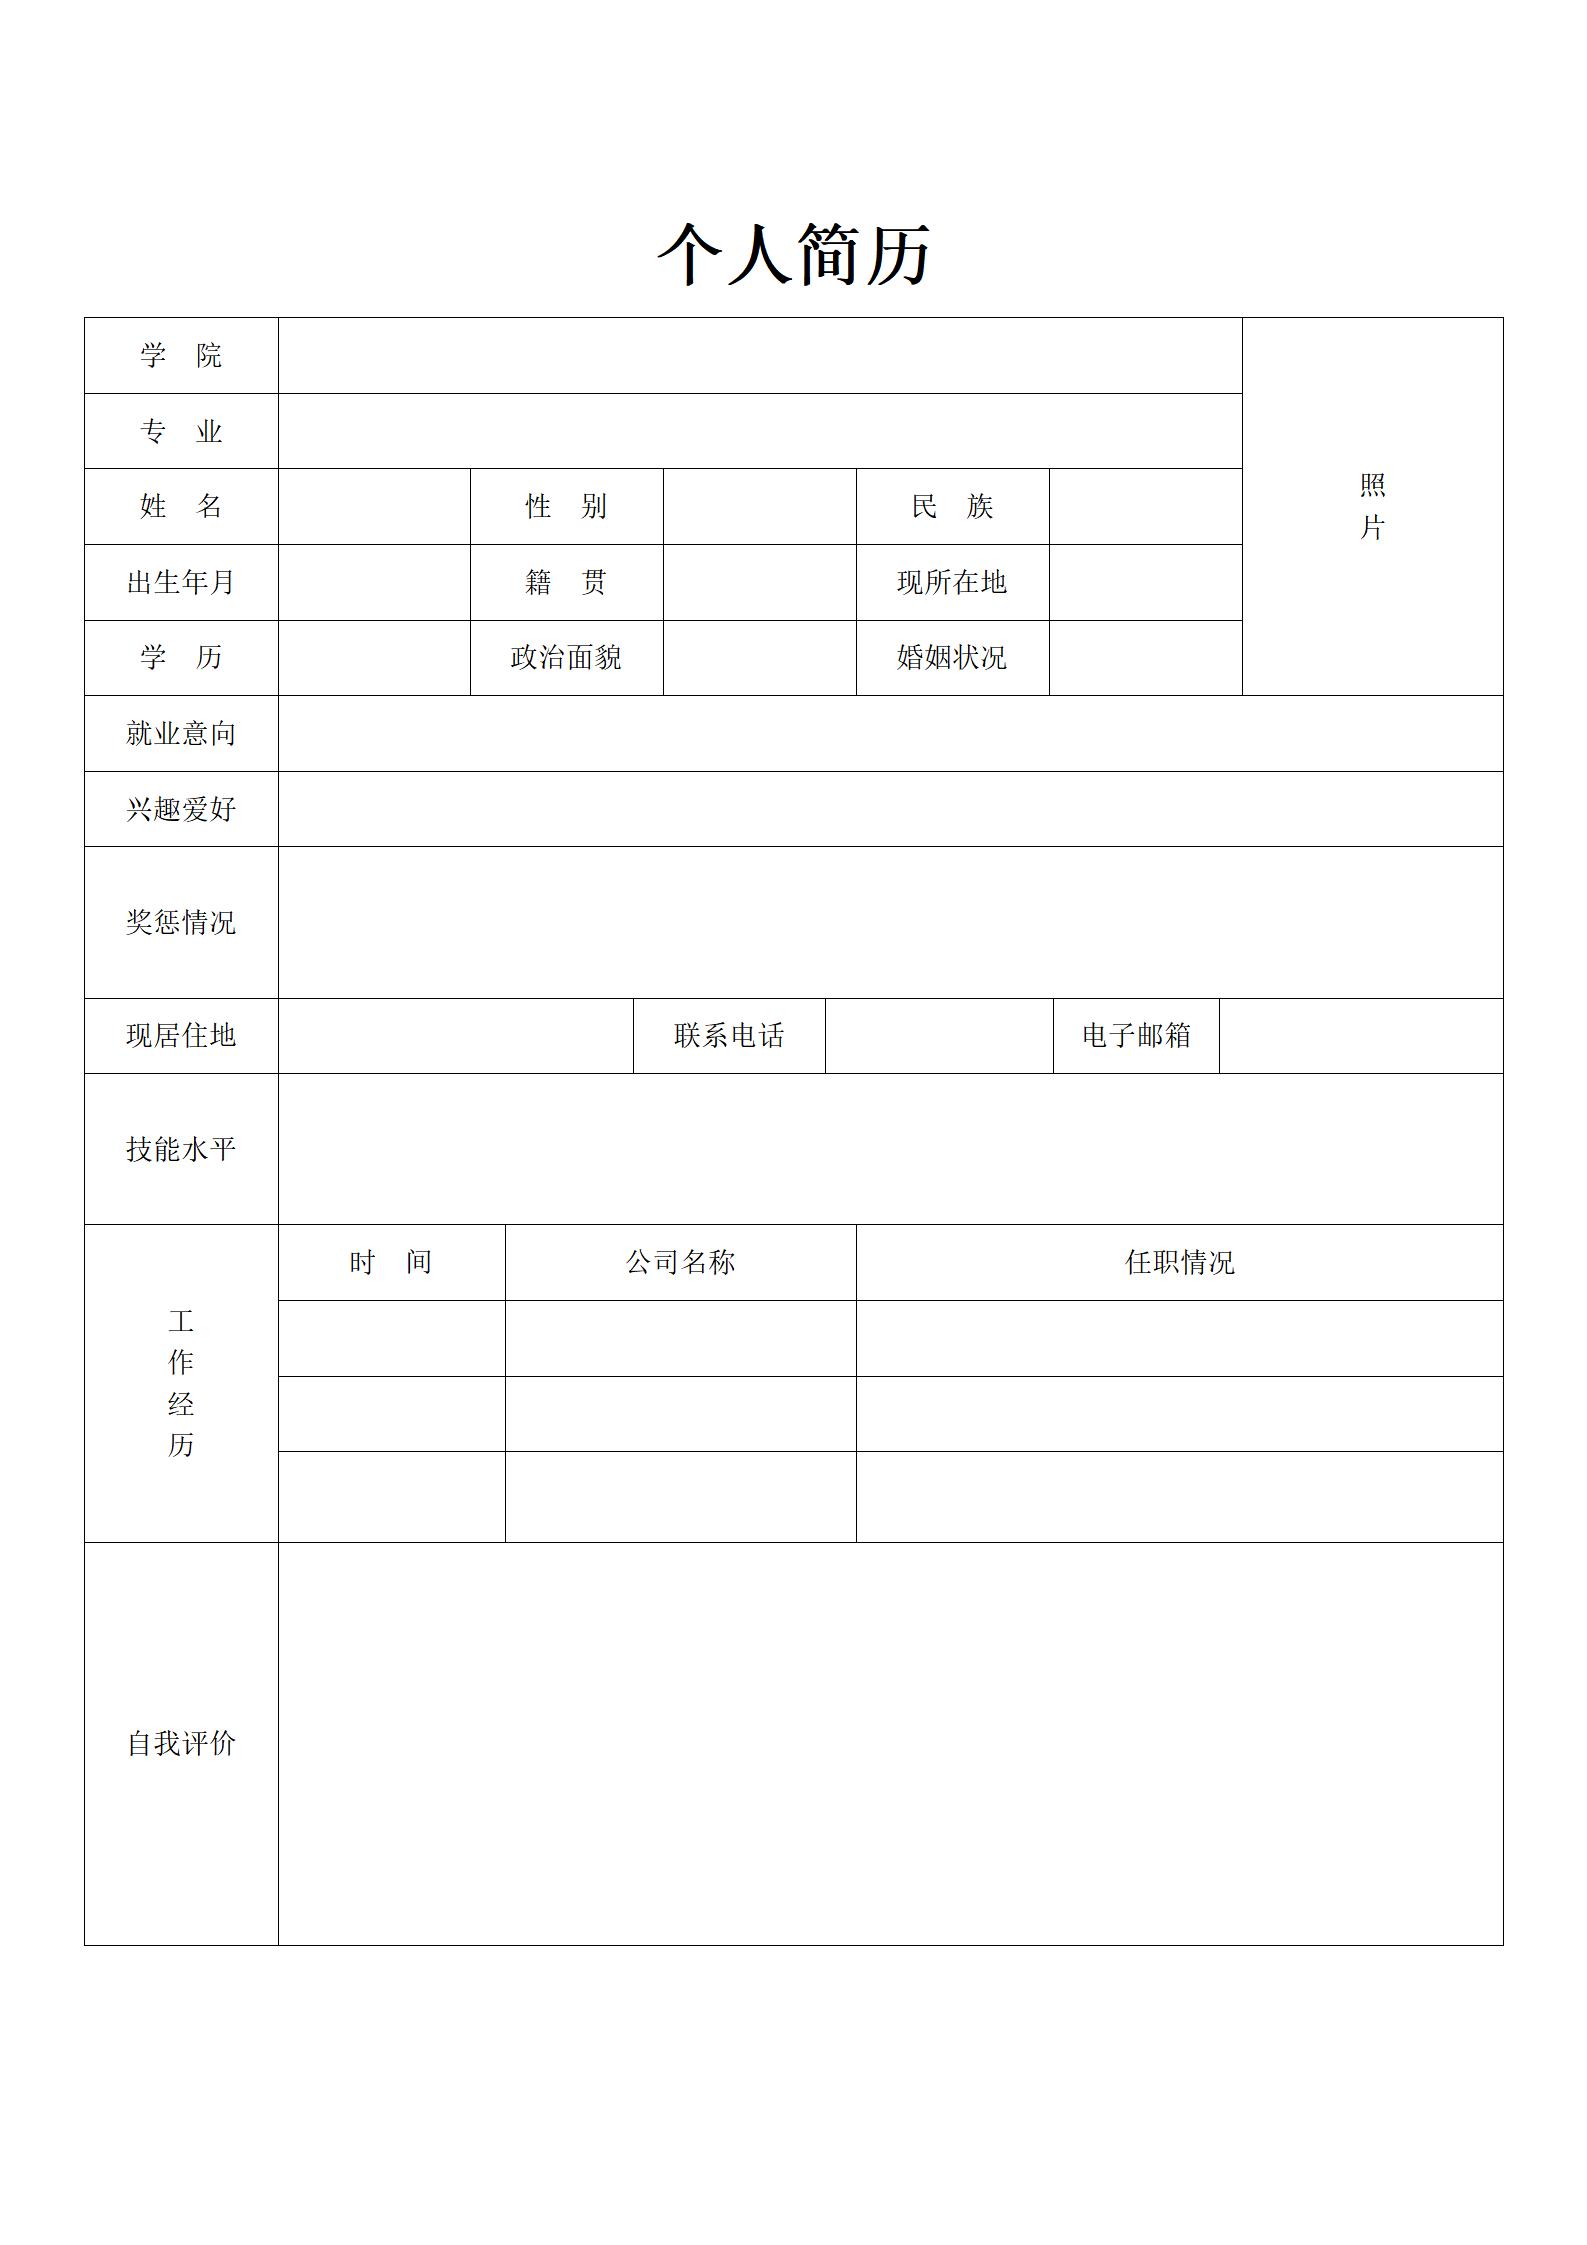 个人简历
学 院
专 业
姓 名 性 别 民 族
照
片
出生年月 籍 贯 现所在地
学 历 政治面貌 婚姻状况
就业意向
兴趣爱好
奖惩情况
现居住地 联系电话 电子邮箱
技能水平
时 间 公司名称 任职情况
工
作
经
历
自我评价